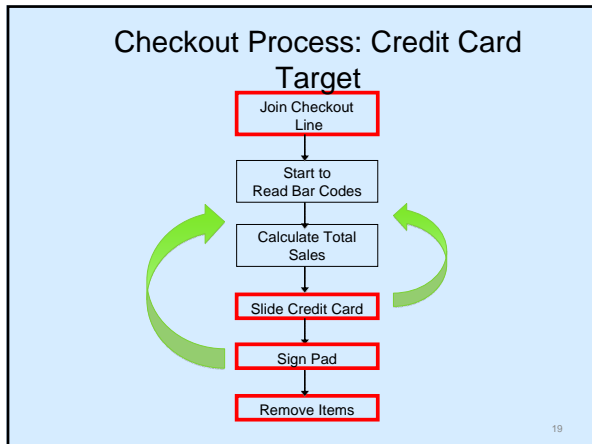 Checkout Process: Credit Card
Target
Join Checkout
Line
Start to
Read Bar Codes
Calculate Total
Sales
Slide Credit Card
Sign Pad
Remove Items
19